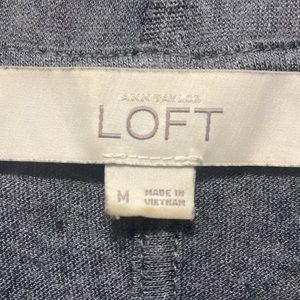 ANN TAYLOR
LOFT
M
MADE IN
VIETNAM